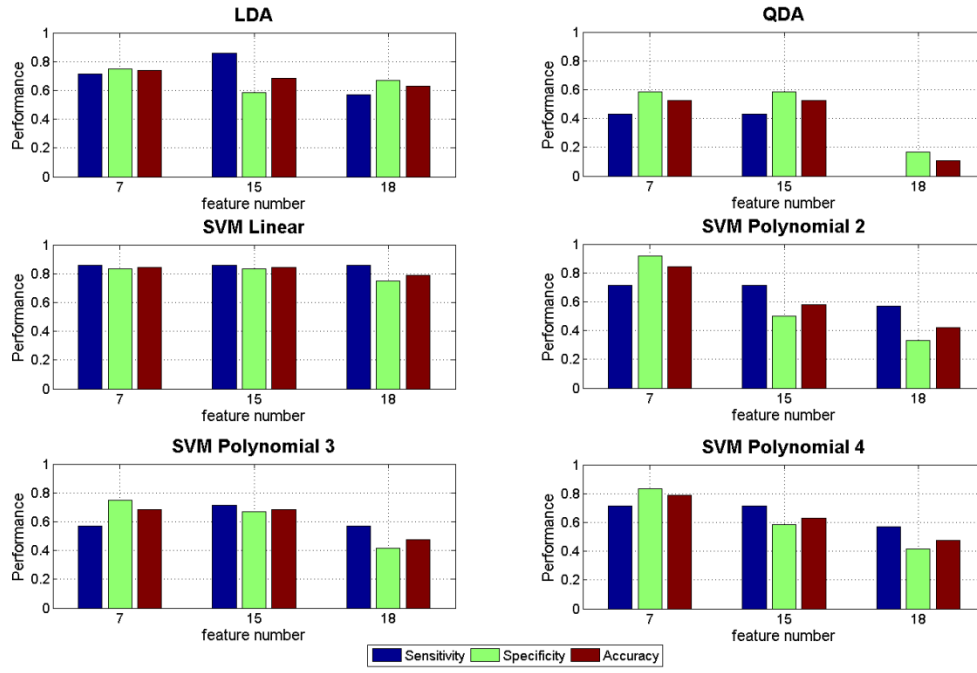 LDA
1
0.8
0.6
0.4
0.2
0
Performance
7 15 18
feature number
QDA
1
0.8
0.6
0.4
0.2
0
Performance
7 15 18
feature number
SVM Linear
1
0.8
0.6
0.4
0.2
0
Performance
7 15 18
feature number
SVM Polynomial 2
1
0.8
0.6
0.4
0.2
0
Performance
7 15 18
feature number
SVM Polynomial 3
1
0.8
0.6
0.4
0.2
0
Performance
7 15 18
feature number
SVM Polynomial 4
1
0.8
0.6
0.4
0.2
0
Performance
7 15 18
feature number
Sensitivity Specificity Accuracy